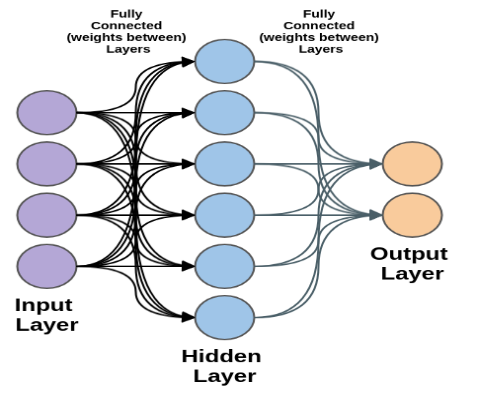 Fully
Connected
(weights between)
Layers
Fully
Connected
(weights between)
Layers
Input
Layer
Hidden
Layer
Output
Layer